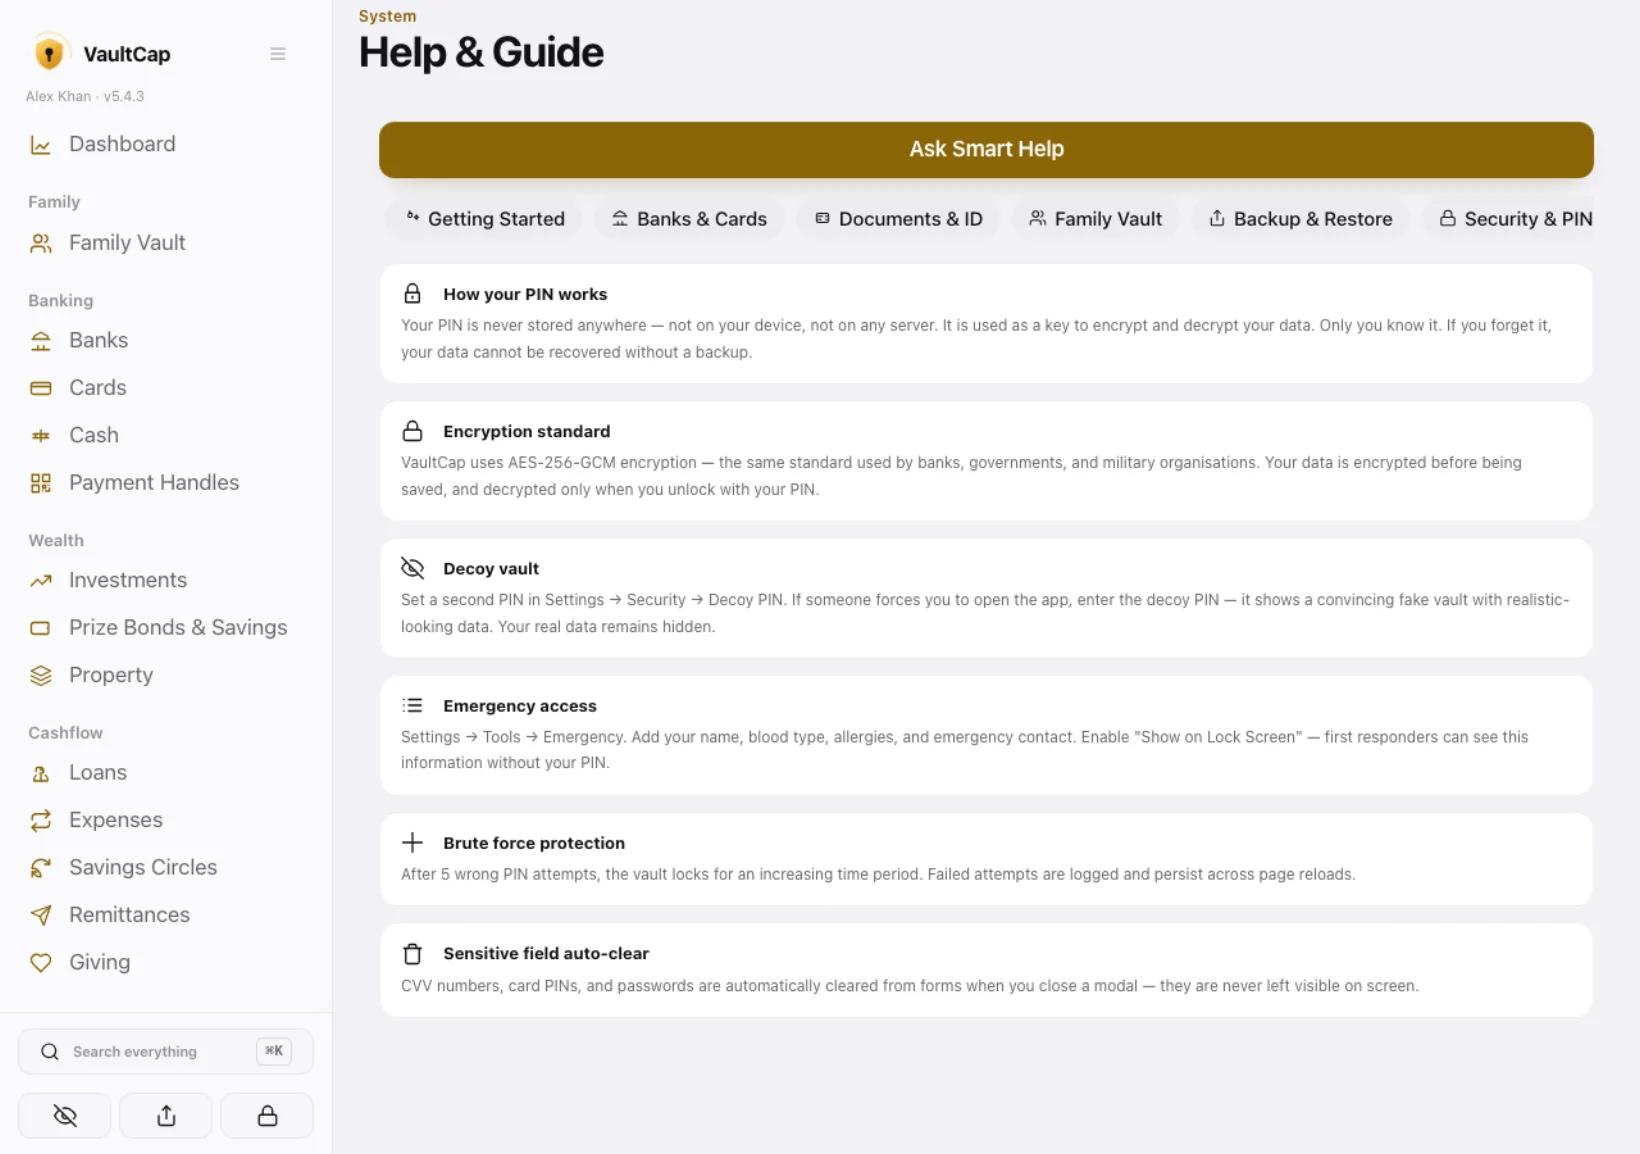 VaultCap
Alex Khan · v5.4.3
Dashboard
Family
Family Vault
Banking
Banks
Cards
Cash
Payment Handles
Wealth
Investments
Prize Bonds & Savings
Property
Cashflow
Loans
Expenses
Savings Circles
Remittances
Giving
Search everything
⌘K
System
Help & Guide
Ask Smart Help
Getting Started
Banks & Cards
Documents & ID
Family Vault
Backup & Restore
Security & PIN
How your PIN works
Your PIN is never stored anywhere — not on your device, not on any server. It is used as a key to encrypt and decrypt your data. Only you know it. If you forget it,
your data cannot be recovered without a backup.
Encryption standard
VaultCap uses AES-256-GCM encryption — the same standard used by banks, governments, and military organisations. Your data is encrypted before being
saved, and decrypted only when you unlock with your PIN.
Decoy vault
Set a second PIN in Settings → Security → Decoy PIN. If someone forces you to open the app, enter the decoy PIN — it shows a convincing fake vault with realistic-
looking data. Your real data remains hidden.
Emergency access
Settings → Tools → Emergency. Add your name, blood type, allergies, and emergency contact. Enable "Show on Lock Screen" — first responders can see this
information without your PIN.
Brute force protection
After 5 wrong PIN attempts, the vault locks for an increasing time period. Failed attempts are logged and persist across page reloads.
Sensitive field auto-clear
CVV numbers, card PINs, and passwords are automatically cleared from forms when you close a modal — they are never left visible on screen.